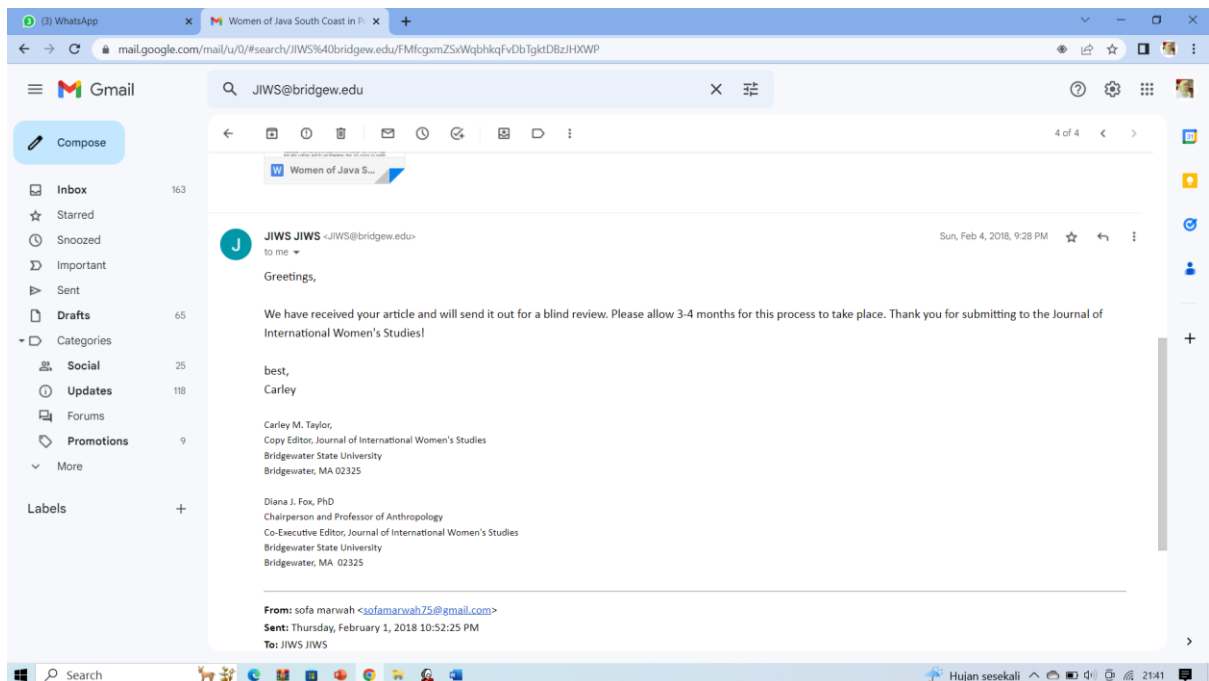 (3) WhatsApp
Women of Java South Coast in Po
mail.google.com/mail/u/0/#search/JIWS%40bridgew.edu/FMfcgxmZSxWqbhkqFvDbTgktDBzJHXWP
Gmail
JIWS@bridgew.edu
Compose
4 of 4
31
W Women of Java S...
Inbox 163
Starred
Snoozed
Important
Sent
Drafts 65
Categories
Social 25
Updates 118
Forums
Promotions 9
More
Labels
J
JIWS JIWS <JIWS@bridgew.edu>
Sun, Feb 4, 2018, 9:28 PM
to me
Greetings,
We have received your article and will send it out for a blind review. Please allow 3-4 months for this process to take place. Thank you for submitting to the Journal of
International Women's Studies!
best,
Carley
Carley M. Taylor,
Copy Editor, Journal of International Women's Studies
Bridgewater State University
Bridgewater, MA 02325
Diana J. Fox, PhD
Chairperson and Professor of Anthropology
Co-Executive Editor, Journal of International Women's Studies
Bridgewater State University
Bridgewater, MA 02325
From: sofa marwah <sofamarwah75@gmail.com>
Sent: Thursday, February 1, 2018 10:52:25 PM
To: JIWS JIWS
Search
Hujan sesekali
21:41